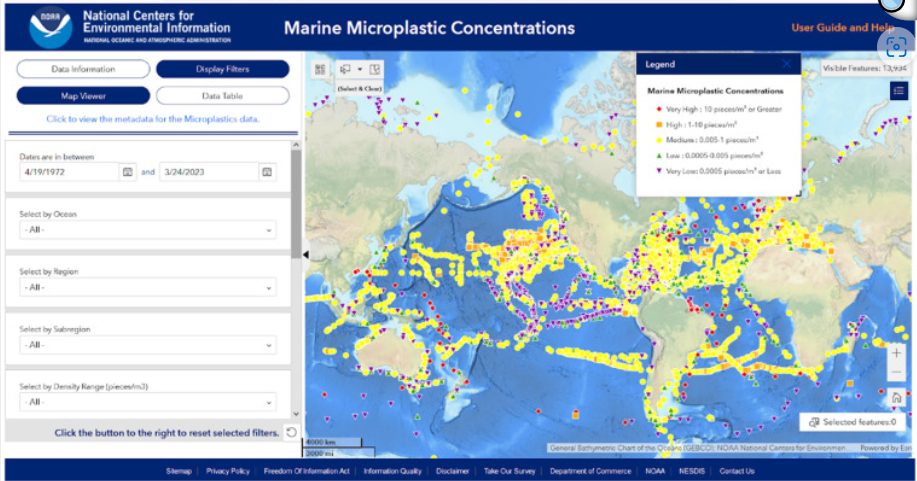 NOAA
National Centers for
Environmental Information
NATIONAL OCEANIC AND ATMOSPHERIC ADMINISTRATION
Marine Microplastic Concentrations
User Guide and Help
Data Information
Display Filters
Map Viewer
Data Table
Click to view the metadata for the Microplastics data.
Dates are in between
4/19/1972
and
3/24/2023
Select by Ocean
- All -
Select by Region
- All -
Select by Subregion
- All -
Select by Density Range (pieces/m3)
- All -
Click the button to the right to reset selected filters.
(Select & Clear)
Legend
Marine Microplastic Concentrations
Very High : 10 pieces/m³ or Greater
High : 1-10 pieces/m³
Medium : 0.005-1 pieces/m³
Low : 0.0005-0.005 pieces/m³
Very Low: 0.0005 pieces/m³ or Less
Visible Features: 13,934
Selected features:0
4000 km
3000 mi
General Bathymetric Chart of the Oceans (GEBCO); NOAA National Centers for Environmen...
Powered by Esri
Sitemap | Privacy Policy | Freedom Of Information Act | Information Quality | Disclaimer | Take Our Survey | Department of Commerce | NOAA | NESDIS | Contact Us